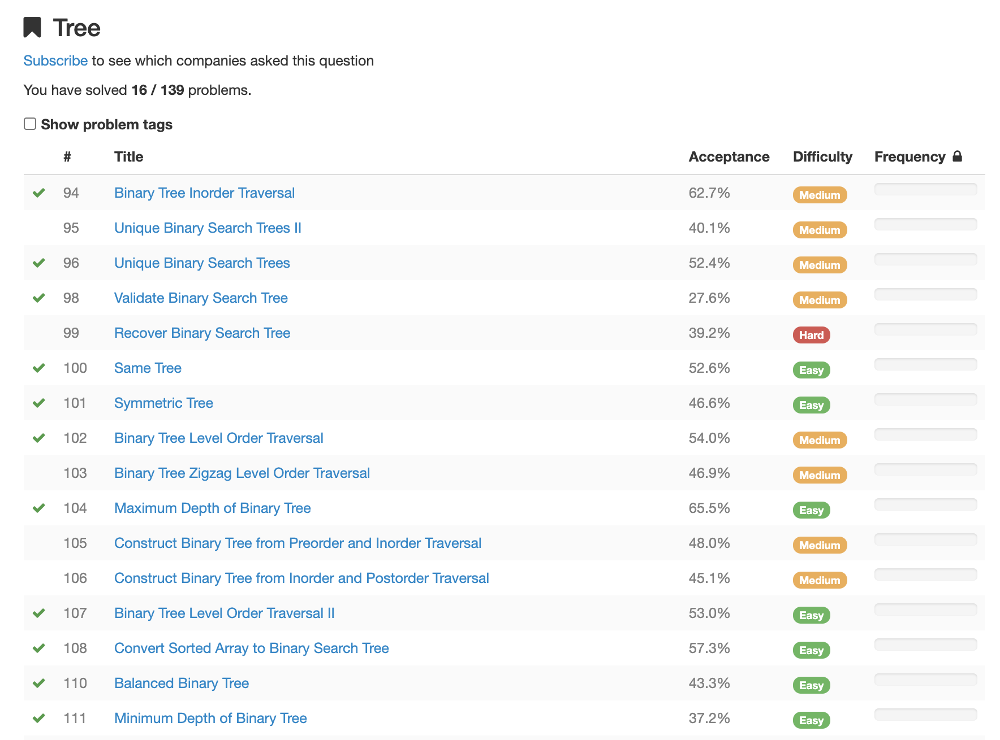 Tree
Subscribe to see which companies asked this question
You have solved 16 / 139 problems.
Show problem tags
# Title Acceptance Difficulty Frequency
94 Binary Tree Inorder Traversal 62.7% Medium
95 Unique Binary Search Trees II 40.1% Medium
96 Unique Binary Search Trees 52.4% Medium
98 Validate Binary Search Tree 27.6% Medium
99 Recover Binary Search Tree 39.2% Hard
100 Same Tree 52.6% Easy
101 Symmetric Tree 46.6% Easy
102 Binary Tree Level Order Traversal 54.0% Medium
103 Binary Tree Zigzag Level Order Traversal 46.9% Medium
104 Maximum Depth of Binary Tree 65.5% Easy
105 Construct Binary Tree from Preorder and Inorder Traversal 48.0% Medium
106 Construct Binary Tree from Inorder and Postorder Traversal 45.1% Medium
107 Binary Tree Level Order Traversal II 53.0% Easy
108 Convert Sorted Array to Binary Search Tree 57.3% Easy
110 Balanced Binary Tree 43.3% Easy
111 Minimum Depth of Binary Tree 37.2% Easy